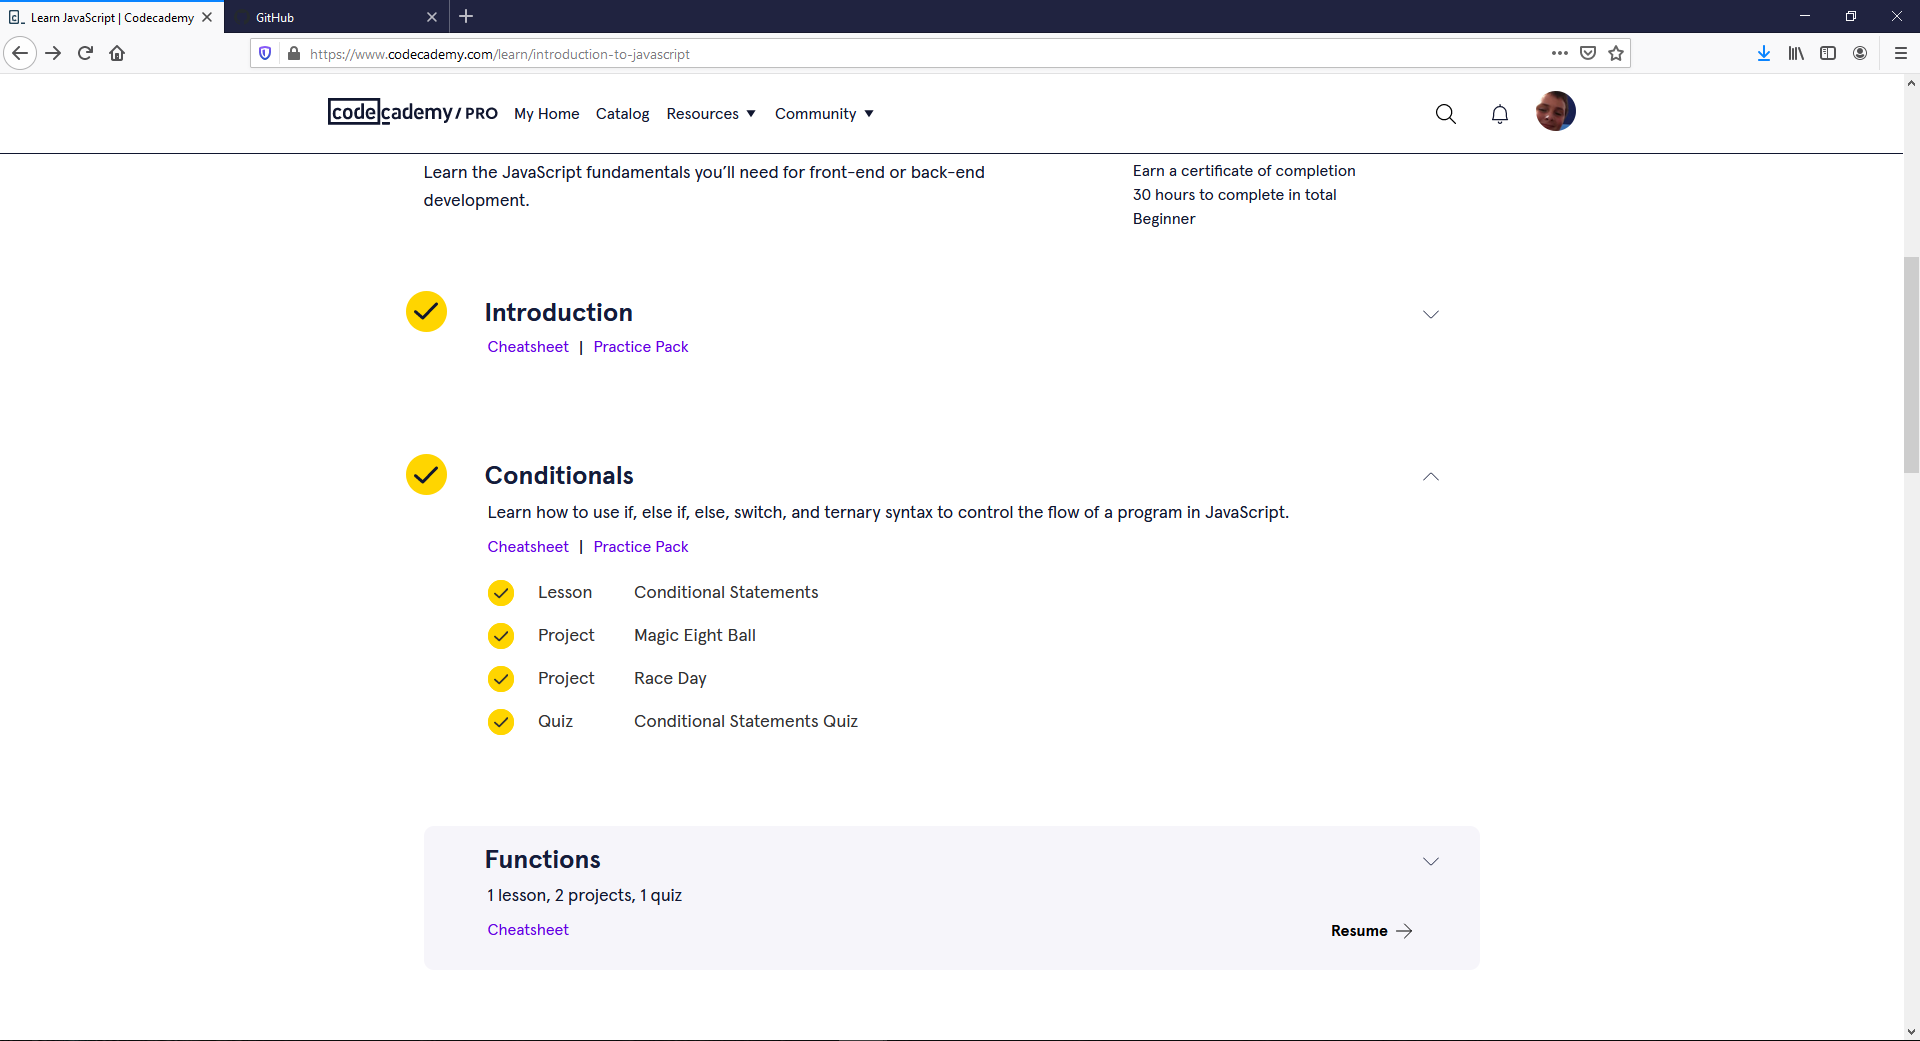 Learn JavaScript | Codecademy
GitHub
https://www.codecademy.com/learn/introduction-to-javascript
codecademy / PRO
My Home
Catalog
Resources
Community
Learn the JavaScript fundamentals you’ll need for front-end or back-end
development.
Earn a certificate of completion
30 hours to complete in total
Beginner
Introduction
Cheatsheet | Practice Pack
Conditionals
Learn how to use if, else if, else, switch, and ternary syntax to control the flow of a program in JavaScript.
Cheatsheet | Practice Pack
Lesson Conditional Statements
Project Magic Eight Ball
Project Race Day
Quiz Conditional Statements Quiz
Functions
1 lesson, 2 projects, 1 quiz
Cheatsheet
Resume